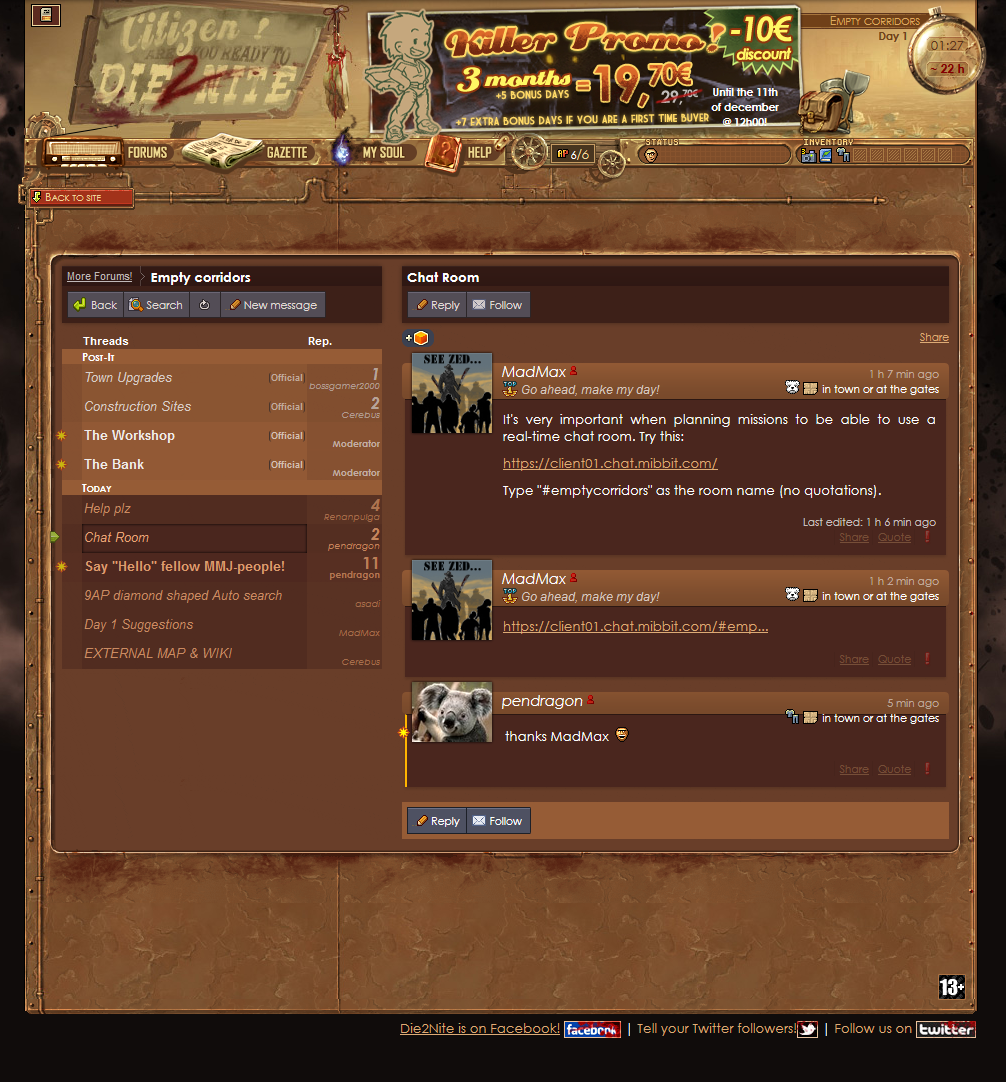 Citizen !
ARE YOU READY TO
DIE2NITE
Killer Promo!
-10€
discount
3 months
+5 BONUS DAYS
=19,70€
29,70€
Until the 11th
of december
@ 12h00!
+7 EXTRA BONUS DAYS IF YOU ARE A FIRST TIME BUYER
EMPTY CORRIDORS
Day 1
01:27
~ 22 h
FORUMS
GAZETTE
MY SOUL
HELP
AP 6/6
STATUS
INVENTORY
BACK TO SITE
More Forums!
Empty corridors
Back
Search
New message
Threads
Rep.
POST-IT
Town Upgrades
[Official]
1
bossgamer2000
Construction Sites
[Official]
2
Cerebus
The Workshop
[Official]
Moderator
The Bank
[Official]
Moderator
TODAY
Help plz
4
Renanpulga
Chat Room
2
pendragon
Say "Hello" fellow MMJ-people!
11
pendragon
9AP diamond shaped Auto search
asadi
Day 1 Suggestions
MadMax
EXTERNAL MAP & WIKI
Cerebus
Chat Room
Reply
Follow
+
Share
SEE ZED...
MadMax
1 h 7 min ago
TOP 1
Go ahead, make my day!
in town or at the gates
It's very important when planning missions to be able to use a
real-time chat room. Try this:
https://client01.chat.mibbit.com/
Type "#emptycorridors" as the room name (no quotations).
Last edited: 1 h 6 min ago
Share Quote !
SEE ZED...
MadMax
1 h 2 min ago
TOP 1
Go ahead, make my day!
in town or at the gates
https://client01.chat.mibbit.com/#emp...
Share Quote !
pendragon
5 min ago
in town or at the gates
thanks MadMax
Share Quote !
Reply
Follow
13+
Die2Nite is on Facebook! facebook | Tell your Twitter followers! | Follow us on twitter